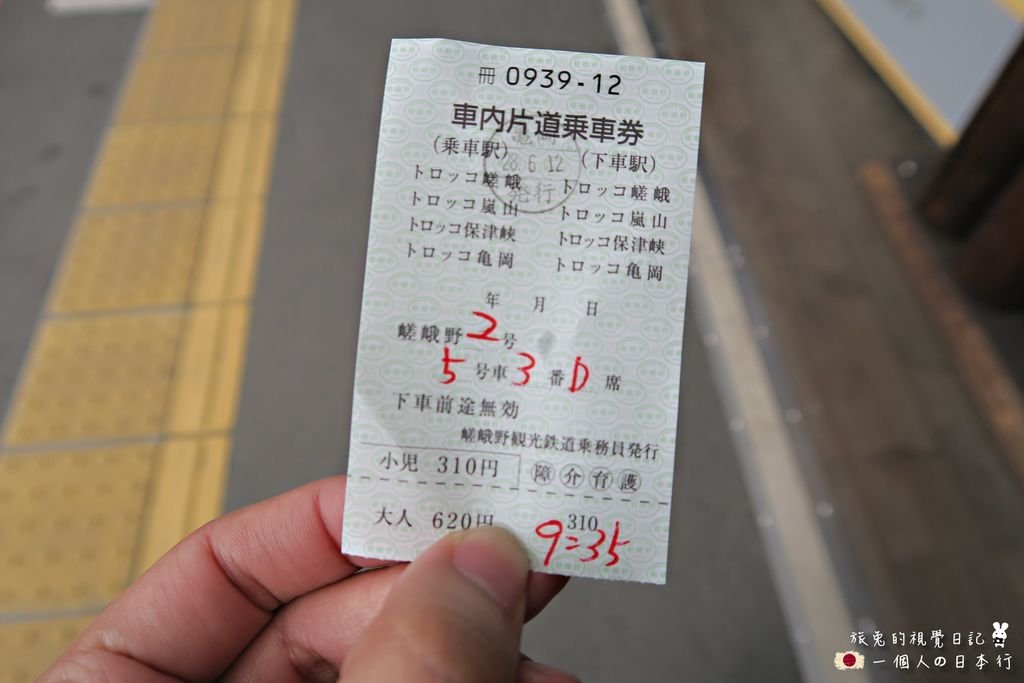 冊 0939-12
車内片道乗車券
(乗車駅) (下車駅)
28.6.12
発行
トロッコ嵯峨 トロッコ嵯峨
トロッコ嵐山 トロッコ嵐山
トロッコ保津峡 トロッコ保津峡
トロッコ亀岡 トロッコ亀岡
年 月 日
嵯峨野 2 号
5 号車 3 番 D 席
下車前途無効
嵯峨野観光鉄道乗務員発行
小児 310円 障 介 育 護
大人 620円 310
9:35
旅兎的視覺日記
一個人の日本行